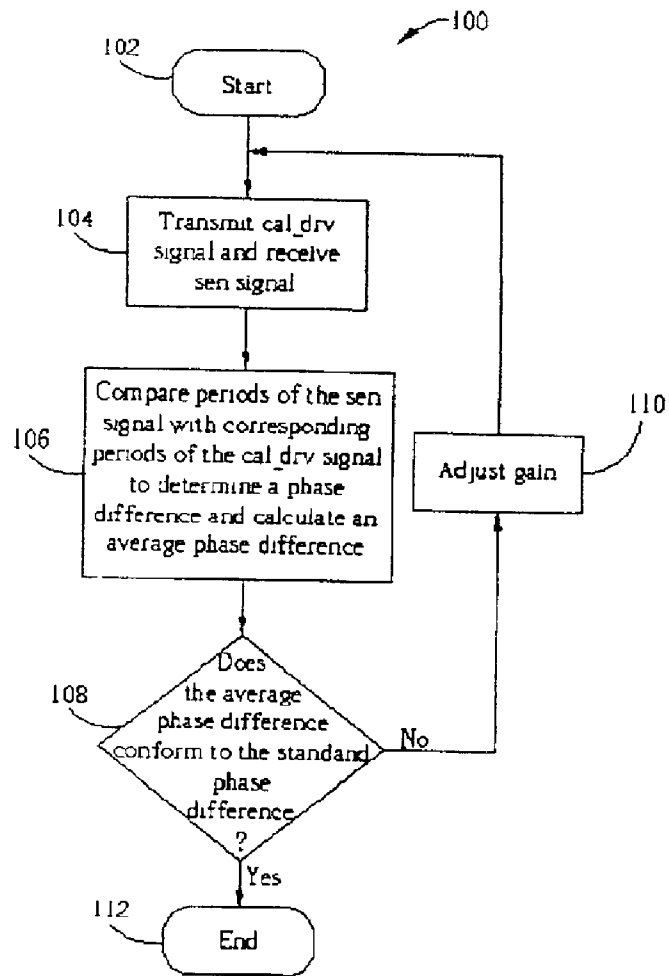 100
102
Start
104
Transmit cal_drv
signal and receive
sen signal
106
Compare periods of the sen
signal with corresponding
periods of the cal_drv signal
to determine a phase
difference and calculate an
average phase difference
110
Adjust gain
108
Does
the average
phase difference
conform to the standand
phase
difference
?
No
Yes
112
End